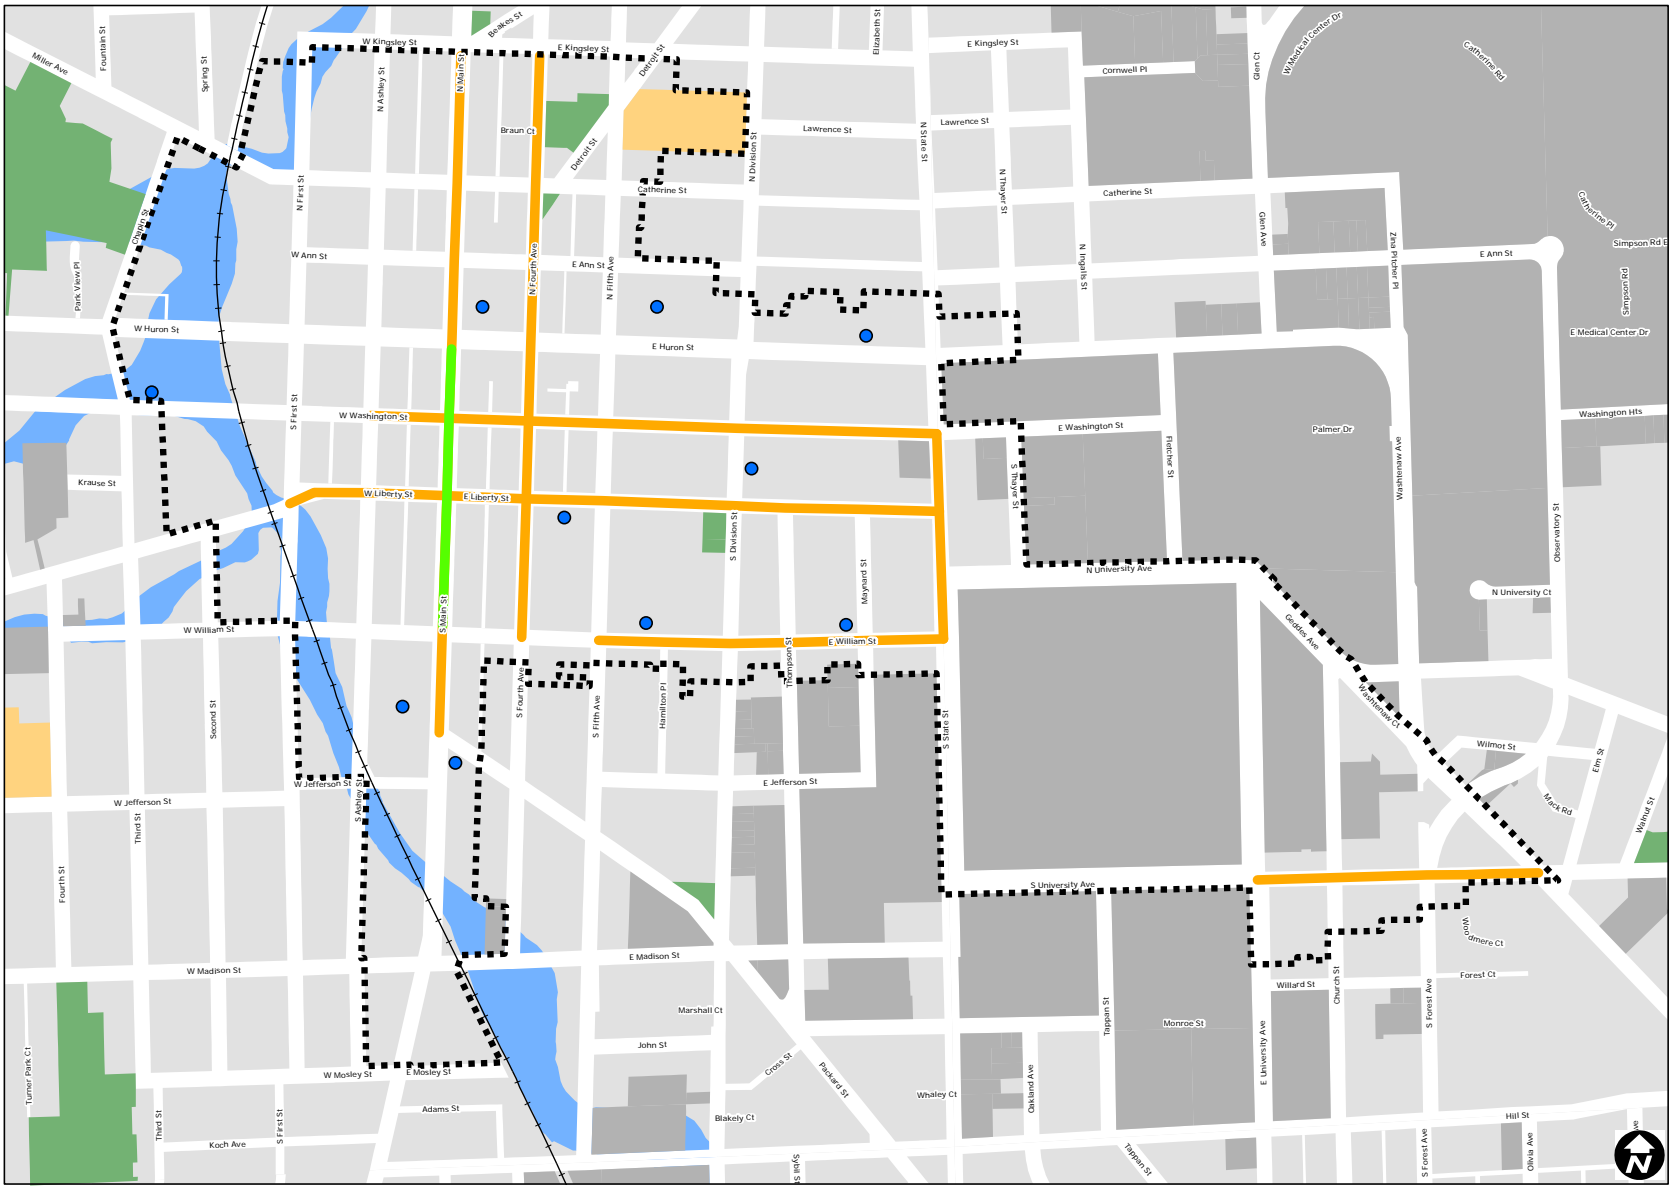 Beakes St
Elizabeth St
W Medical Center Dr
Fountain St
W Kingsley St
E Kingsley St
E Kingsley St
Catherine Rd
Miller Ave
Spring St
N Ashley St
N Main St
Detroit St
Glen Ct
Cornwell Pl
Braun Ct
Lawrence St
Lawrence St
N State St
N Division St
Detroit St
N First St
Catherine St
N Thayer St
Catherine St
Catherine Pl
Chapin St
Glen Ave
Zina Pitcher Pl
Simpson Rd E
W Ann St
E Ann St
N Fourth Ave
N Fifth Ave
N Ingalls St
E Ann St
Park View Pl
Simpson Rd
W Huron St
E Huron St
E Medical Center Dr
S First St
W Washington St
E Washington St
Palmer Dr
Washington Hts
Fletcher St
Washtenaw Ave
Krause St
W Liberty St
E Liberty St
S Thayer St
S Division St
Observatory St
Maynard St
N University Ave
N University Ct
W William St
S Main St
E William St
Geddes Ave
Thompson St
Second St
S Fourth Ave
S Fifth Ave
Hamilton Pl
S State St
Washtenaw Ct
Wilmot St
Elm St
W Jefferson St
W Jefferson St
S Ashley St
E Jefferson St
Mack Rd
Walnut St
Third St
Fourth St
S University Ave
Woodmere Ct
W Madison St
E Madison St
Willard St
Church St
Forest Ct
S Forest Ave
Marshall Ct
Tappan St
Monroe St
John St
Cross St
Packard St
Turner Park Ct
W Mosley St
E Mosley St
Whaley Ct
Oakland Ave
E University Ave
Third St
S First St
Adams St
Blakely Ct
Hill St
Koch Ave
Sybil St
Tappan St
S Forest Ave
Olivia Ave
ve
N